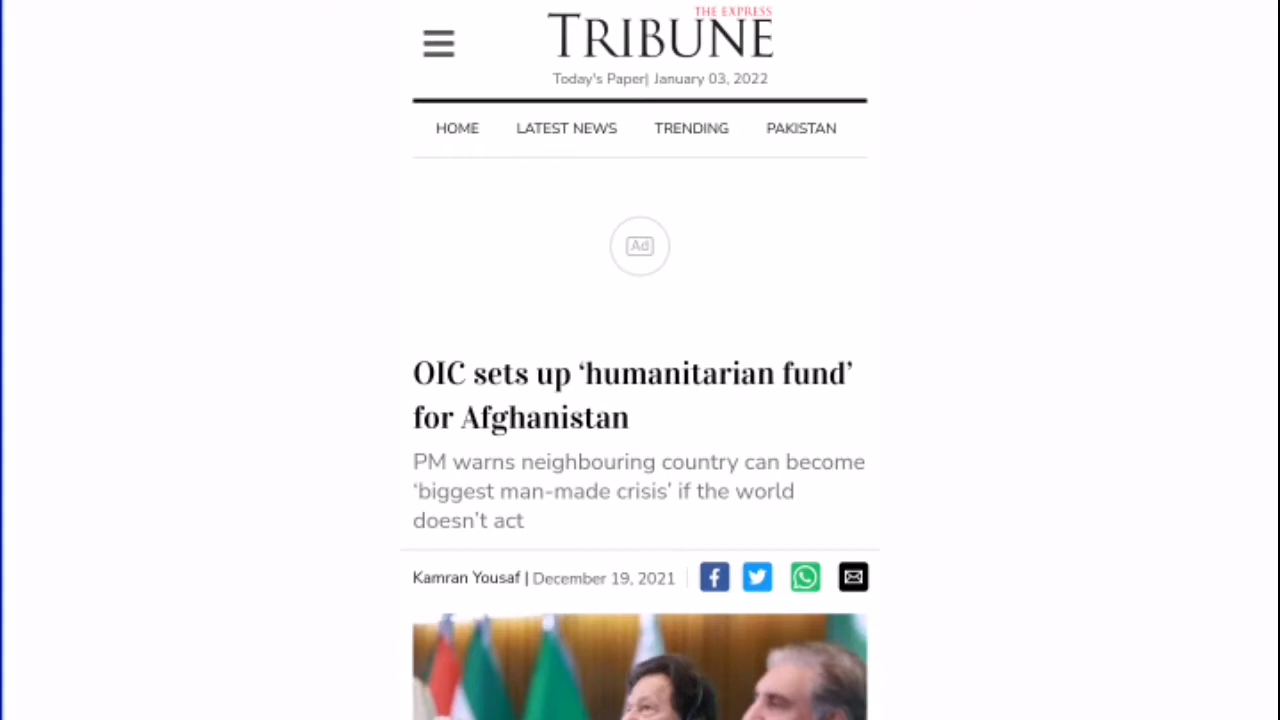 THE EXPRESS
TRIBUNE
Today's Paper| January 03, 2022
HOME LATEST NEWS TRENDING PAKISTAN
Ad
OIC sets up ‘humanitarian fund’
for Afghanistan
PM warns neighbouring country can become
‘biggest man-made crisis’ if the world
doesn’t act
Kamran Yousaf | December 19, 2021